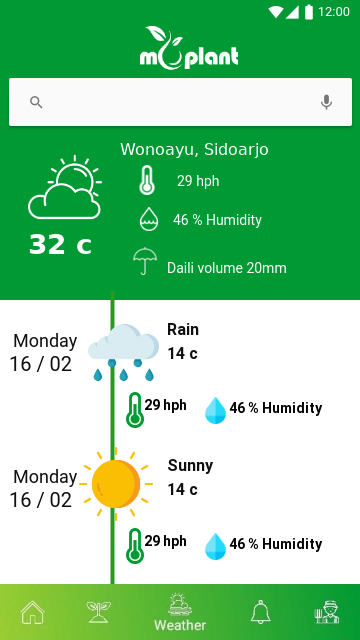 12:00
meplant
Wonoayu, Sidoarjo
29 hph
46 % Humidity
32 c
Daili volume 20mm
Monday
16 / 02
Rain
14 c
29 hph
46 % Humidity
Monday
16 / 02
Sunny
14 c
29 hph
46 % Humidity
Weather